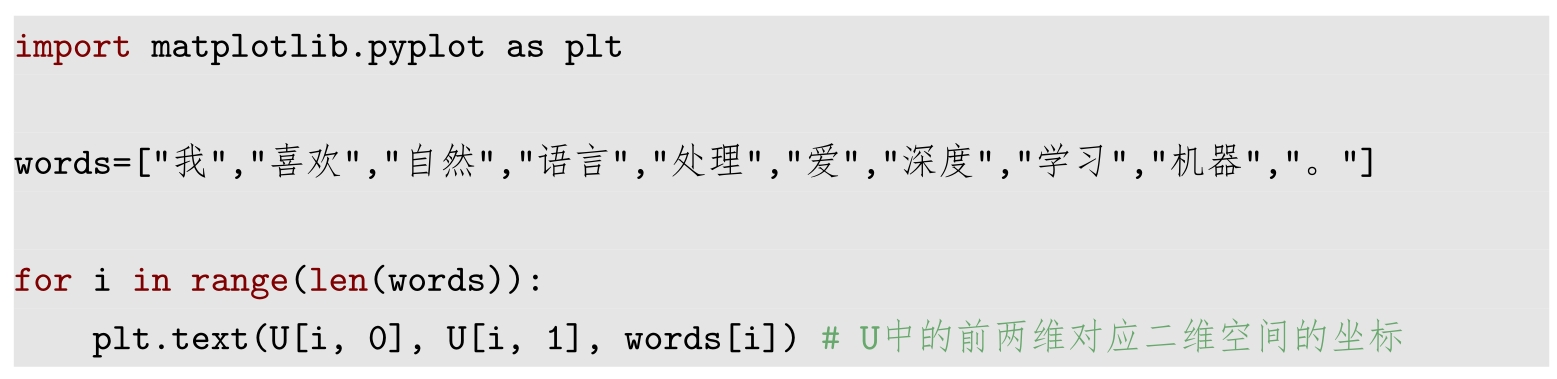 import matplotlib.pyplot as plt
words=["我","喜欢","自然","语言","处理","爱","深度","学习","机器","。"]
for i in range(len(words)):
    plt.text(U[i, 0], U[i, 1], words[i]) # U中的前两维对应二维空间的坐标